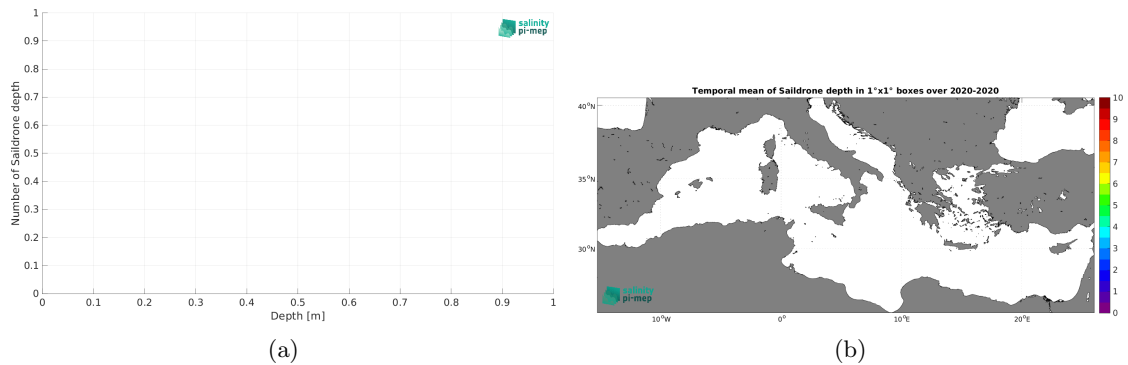 1
0.9
0.8
0.7
0.6
0.5
0.4
0.3
0.2
0.1
0
Number of Saildrone depth
0 0.1 0.2 0.3 0.4 0.5 0.6 0.7 0.8 0.9 1
Depth [m]
salinity
pi-mep
(a)
Temporal mean of Saildrone depth in 1°x1° boxes over 2020-2020
40°N
35°N
30°N
10°W 0° 10°E 20°E
salinity
pi-mep
10
9
8
7
6
5
4
3
2
1
0
(b)